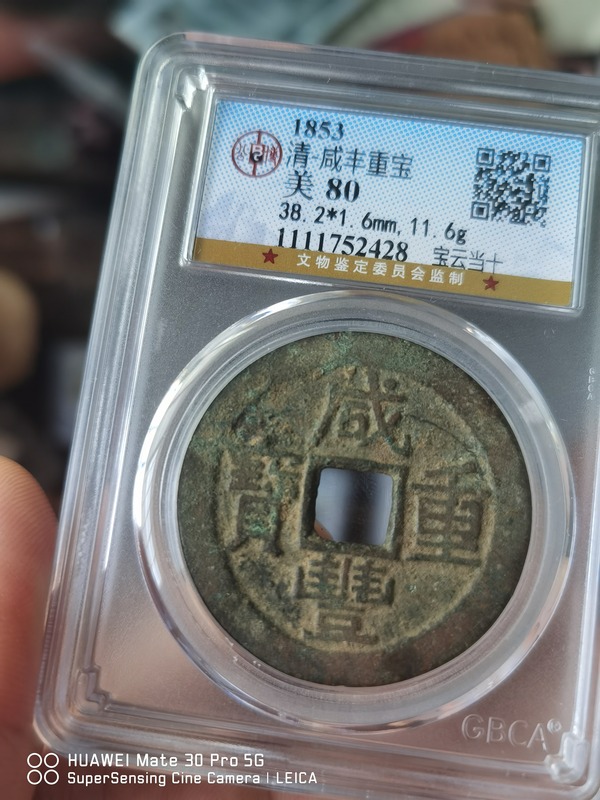 1853
清-咸丰重宝
美 80
38.2*1.6mm, 11.6g
1111752428 宝云当十
★ 文物鉴定委员会监制 ★
咸
寳 重
豐
GBCA®
HUAWEI Mate 30 Pro 5G
SuperSensing Cine Camera | LEICA